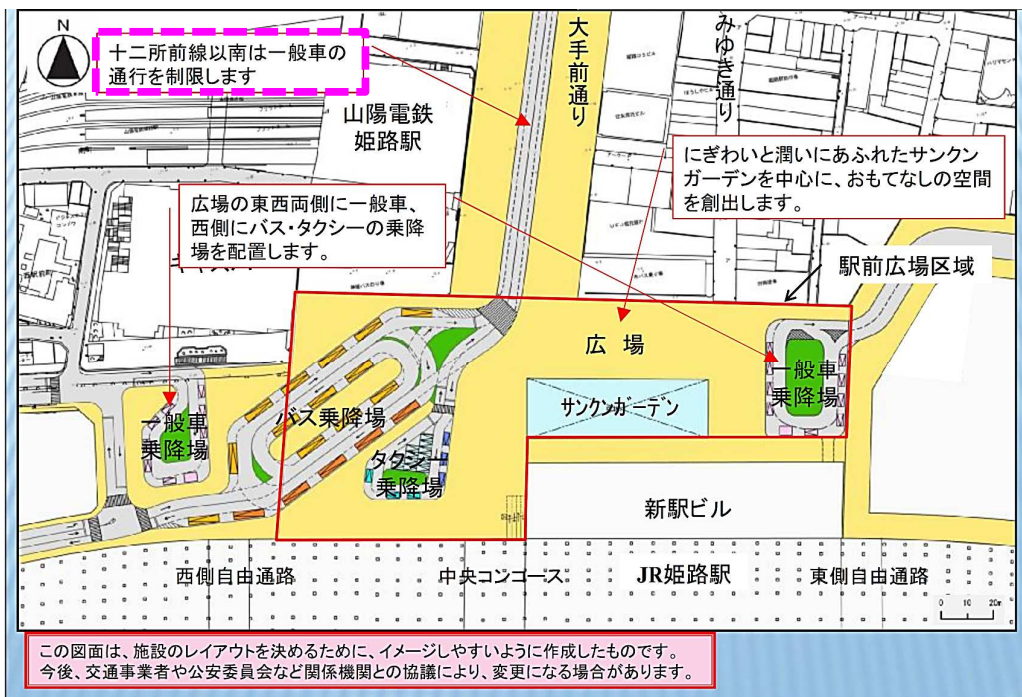 N
十二所前線以南は一般車の
通行を制限します
大手前通り
みゆき通り
山陽電鉄
姫路駅
にぎわいと潤いにあふれたサンクン
ガーデンを中心に、おもてなしの空間
を創出します。
広場の東西両側に一般車、
西側にバス・タクシーの乗降
場を配置します。
駅前広場区域
広 場
一般車
乗降場
サンクンガーデン
バス乗降場
一般車
乗降場
タクシー
乗降場
新駅ビル
西側自由通路
中央コンコース
JR姫路駅
東側自由通路
0 10 20m
この図面は、施設のレイアウトを決めるために、イメージしやすいように作成したものです。
今後、交通事業者や公安委員会など関係機関との協議により、変更になる場合があります。